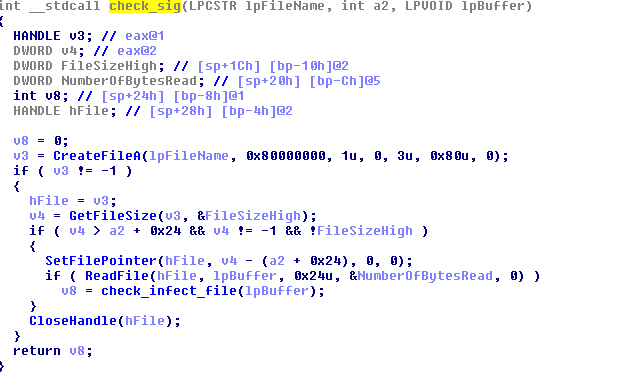 int __stdcall check_sig(LPCSTR lpFileName, int a2, LPVOID lpBuffer)
{
HANDLE v3; // eax@1
DWORD v4; // eax@2
DWORD FileSizeHigh; // [sp+1Ch] [bp-10h]@2
DWORD NumberOfBytesRead; // [sp+20h] [bp-Ch]@5
int v8; // [sp+24h] [bp-8h]@1
HANDLE hFile; // [sp+28h] [bp-4h]@2
v8 = 0;
v3 = CreateFileA(lpFileName, 0x80000000, 1u, 0, 3u, 0x80u, 0);
if ( v3 != -1 )
{
hFile = v3;
v4 = GetFileSize(v3, &FileSizeHigh);
if ( v4 > a2 + 0x24 && v4 != -1 && !FileSizeHigh )
{
SetFilePointer(hFile, v4 - (a2 + 0x24), 0, 0);
if ( ReadFile(hFile, lpBuffer, 0x24u, &NumberOfBytesRead, 0) )
v8 = check_infect_file(lpBuffer);
}
CloseHandle(hFile);
}
return v8;
}